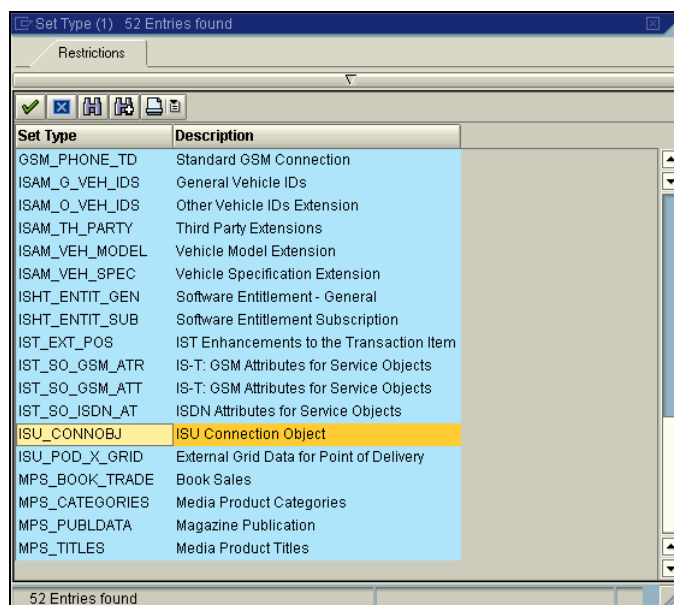 Set Type (1) 52 Entries found
Restrictions
Set Type Description
GSM_PHONE_TD Standard GSM Connection
ISAM_G_VEH_IDS General Vehicle IDs
ISAM_O_VEH_IDS Other Vehicle IDs Extension
ISAM_TH_PARTY Third Party Extensions
ISAM_VEH_MODEL Vehicle Model Extension
ISAM_VEH_SPEC Vehicle Specification Extension
ISHT_ENTIT_GEN Software Entitlement - General
ISHT_ENTIT_SUB Software Entitlement Subscription
IST_EXT_POS IST Enhancements to the Transaction Item
IST_SO_GSM_ATR IS-T: GSM Attributes for Service Objects
IST_SO_GSM_ATT IS-T: GSM Attributes for Service Objects
IST_SO_ISDN_AT ISDN Attributes for Service Objects
ISU_CONNOBJ ISU Connection Object
ISU_POD_X_GRID External Grid Data for Point of Delivery
MPS_BOOK_TRADE Book Sales
MPS_CATEGORIES Media Product Categories
MPS_PUBLDATA Magazine Publication
MPS_TITLES Media Product Titles
52 Entries found